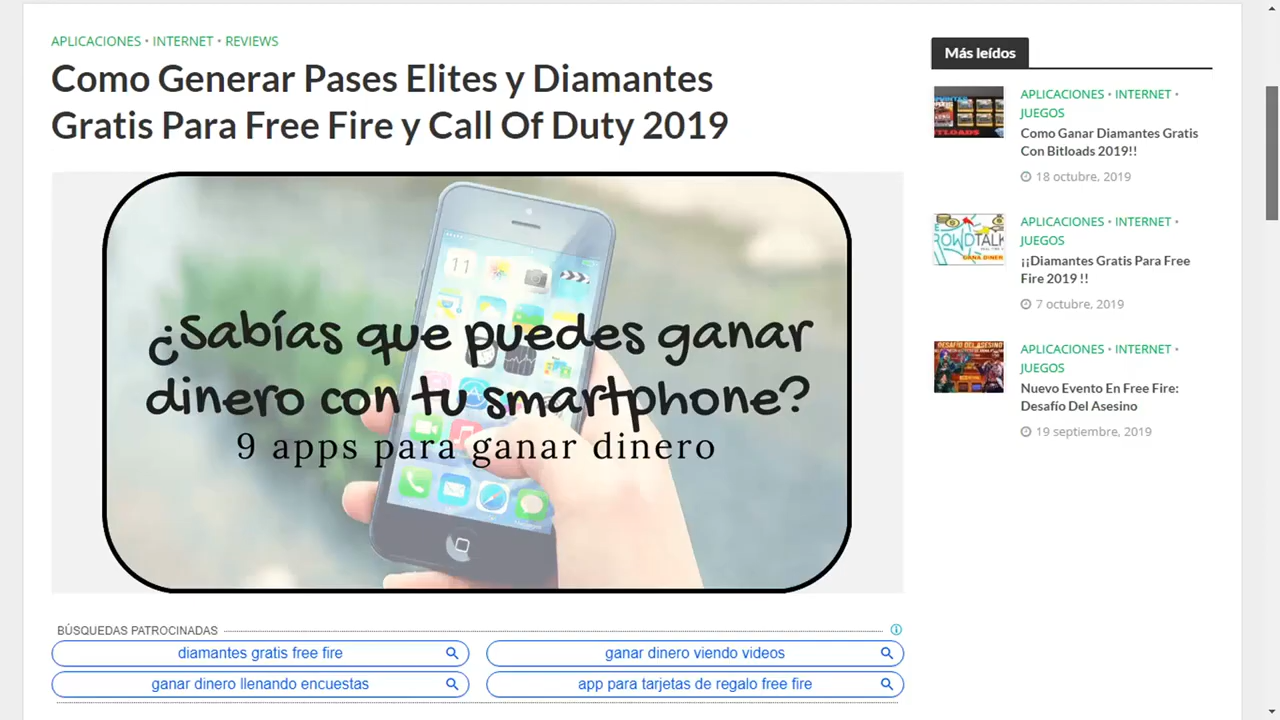 APLICACIONES • INTERNET • REVIEWS
Como Generar Pases Elites y Diamantes
Gratis Para Free Fire y Call Of Duty 2019
11
¿Sabías que puedes ganar
dinero con tu smartphone?
9 apps para ganar dinero
BÚSQUEDAS PATROCINADAS
diamantes gratis free fire
ganar dinero viendo videos
ganar dinero llenando encuestas
app para tarjetas de regalo free fire
Más leídos
APLICACIONES • INTERNET •
JUEGOS
Como Ganar Diamantes Gratis
Con Bitloads 2019!!
18 octubre, 2019
APLICACIONES • INTERNET •
JUEGOS
¡¡Diamantes Gratis Para Free
Fire 2019 !!
7 octubre, 2019
APLICACIONES • INTERNET •
JUEGOS
Nuevo Evento En Free Fire:
Desafío Del Asesino
19 septiembre, 2019